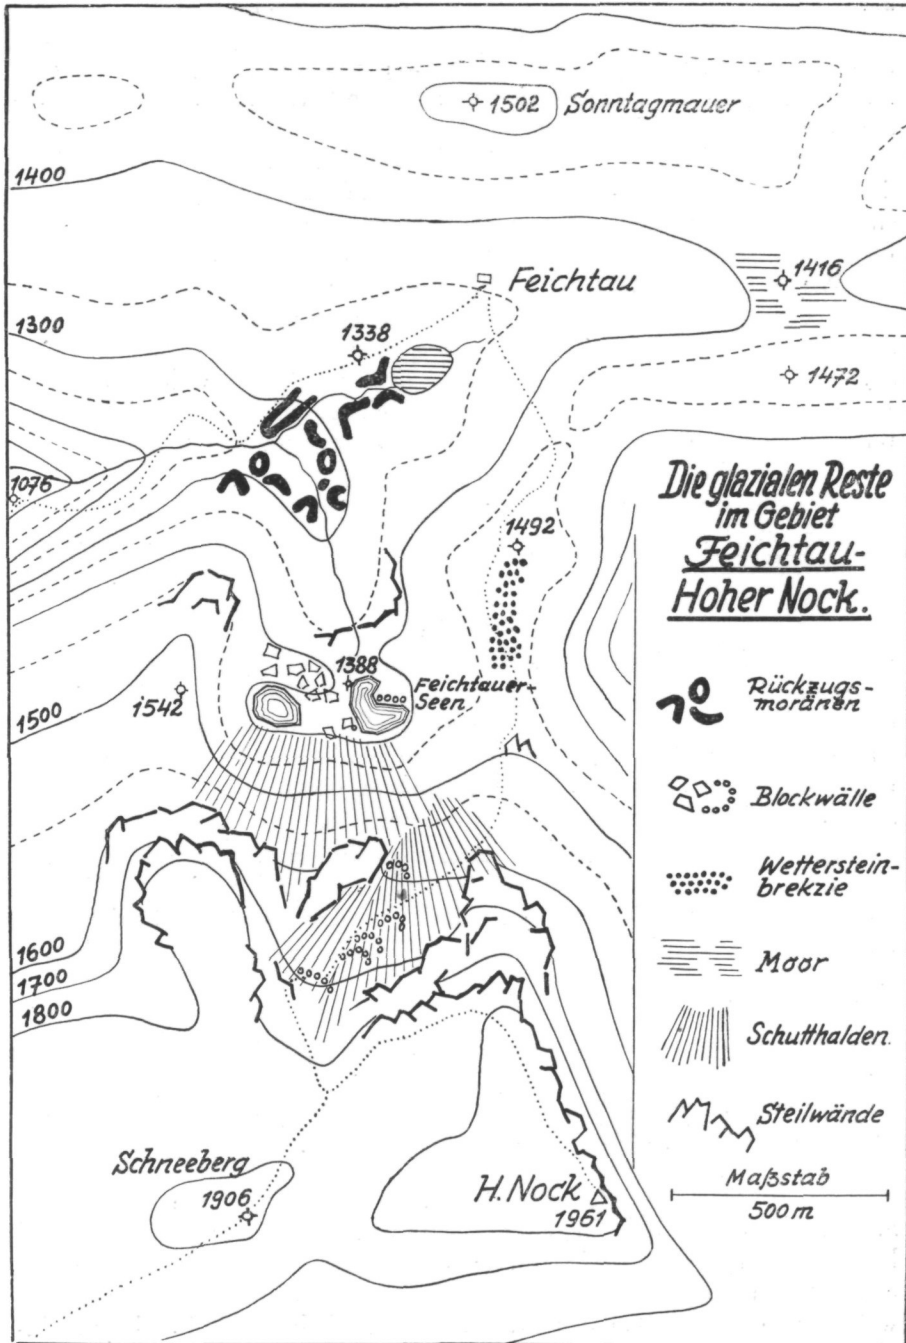 1502 Sonntagmauer
1400
Feichtau
1416
1300
1338
1472
1076
Die glazialen Reste
im Gebiet
Feichtau-
Hoher Nock.
1492
1388
Feichtauer-
Seen
1542
1500
Rückzugs-
moränen
Blockwälle
Wetterstein-
brekzie
1600
1700
1800
Moor
Schutthalden.
Steilwände
Schneeberg
1906
H. Nock
1961
Maßstab
500 m